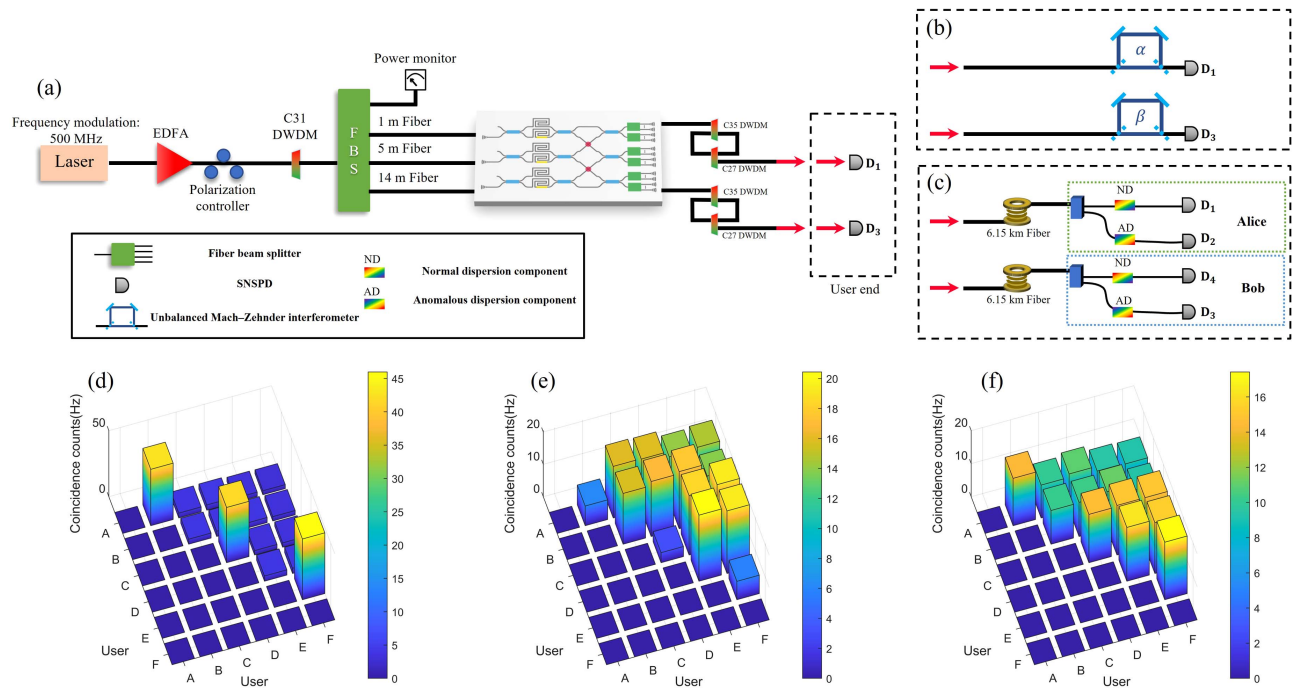 (a)
Frequency modulation:
500 MHz
Laser
EDFA
Polarization
controller
C31
DWDM
F
B
S
Power monitor
1 m Fiber
5 m Fiber
14 m Fiber
C35 DWDM
C27 DWDM
C35 DWDM
C27 DWDM
D1
D3
User end
Fiber beam splitter
SNSPD
Unbalanced Mach–Zehnder interferometer
ND
Normal dispersion component
AD
Anomalous dispersion component
(b)
α
D1
β
D3
(c)
6.15 km Fiber
ND
D1
AD
D2
Alice
6.15 km Fiber
ND
D4
AD
D3
Bob
(d)
Coincidence counts(Hz)
50
0
A
B
C
D
E
F
User
A
B
C
D
E
F
User
45
40
35
30
25
20
15
10
5
0
(e)
Coincidence counts(Hz)
20
10
0
A
B
C
D
E
F
User
A
B
C
D
E
F
User
20
18
16
14
12
10
8
6
4
2
0
(f)
Coincidence counts(Hz)
20
10
0
A
B
C
D
E
F
User
A
B
C
D
E
F
User
16
14
12
10
8
6
4
2
0